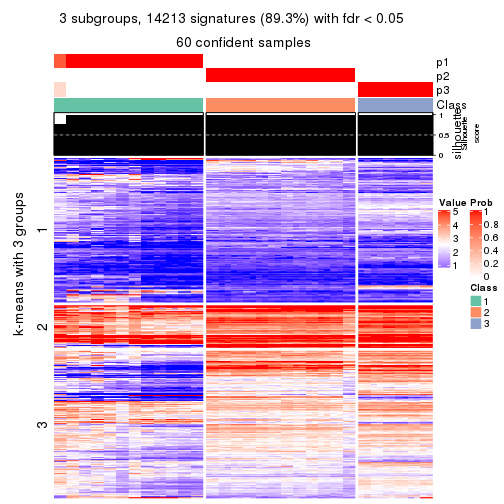 3 subgroups, 14213 signatures (89.3%) with fdr < 0.05
60 confident samples
p1
p2
p3
Class
silhouette
Silhouette
score
1
0.5
0
k-means with 3 groups
1
2
3
Value
5
4
3
2
1
Prob
1
0.8
0.6
0.4
0.2
0
Class
1
2
3